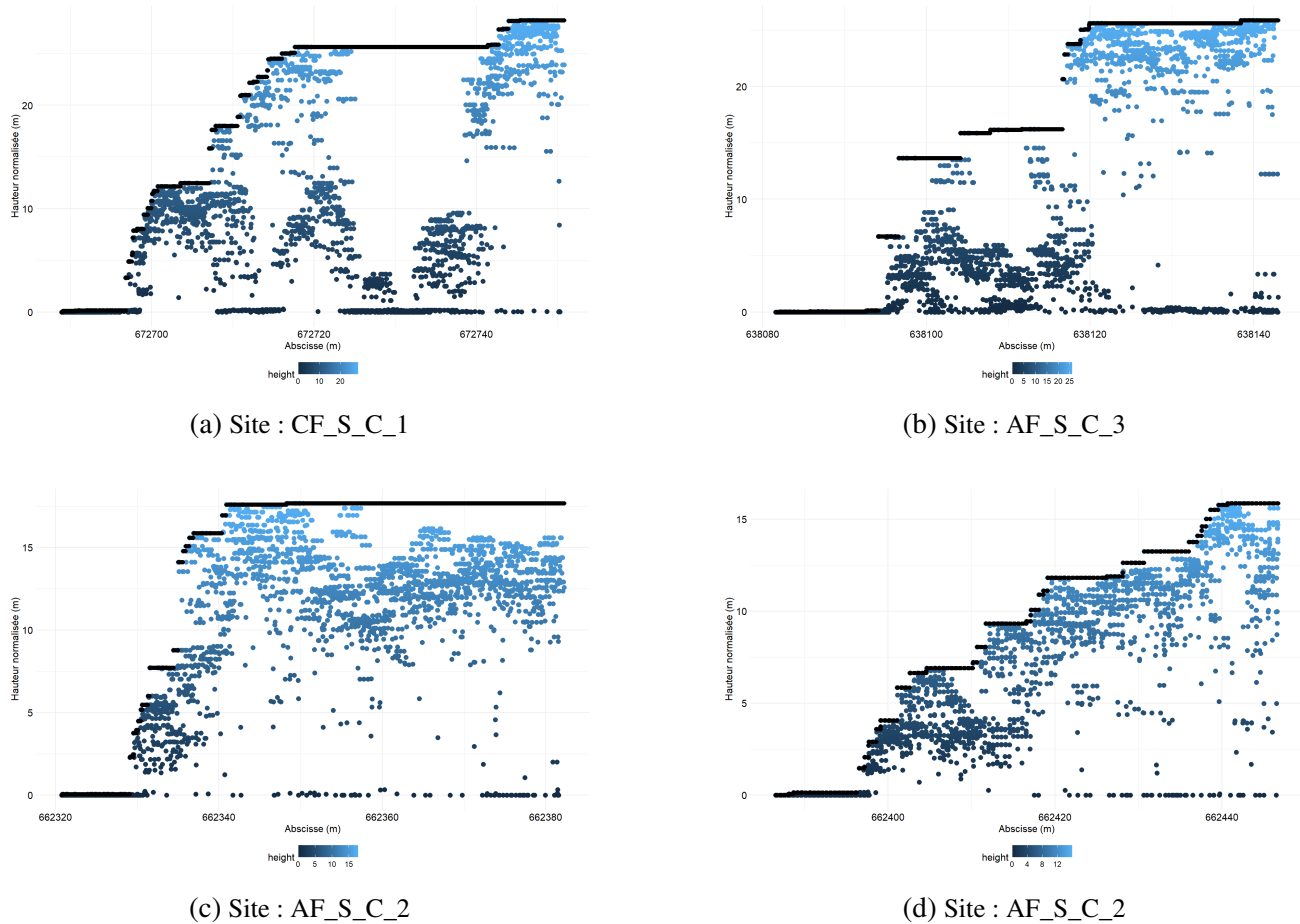 20
10
0
Hauteur normalisée (m)
672700
672720
672740
Abscisse (m)
height
0 10 20
(a) Site : CF_S_C_1
20
10
0
Hauteur normalisée (m)
638080
638100
638120
638140
Abscisse (m)
height
0 5 10 15 20 25
(b) Site : AF_S_C_3
15
10
5
0
Hauteur normalisée (m)
662320
662340
662360
662380
Abscisse (m)
height
0 5 10 15
(c) Site : AF_S_C_2
15
10
5
0
Hauteur normalisée (m)
662400
662420
662440
Abscisse (m)
height
0 4 8 12
(d) Site : AF_S_C_2